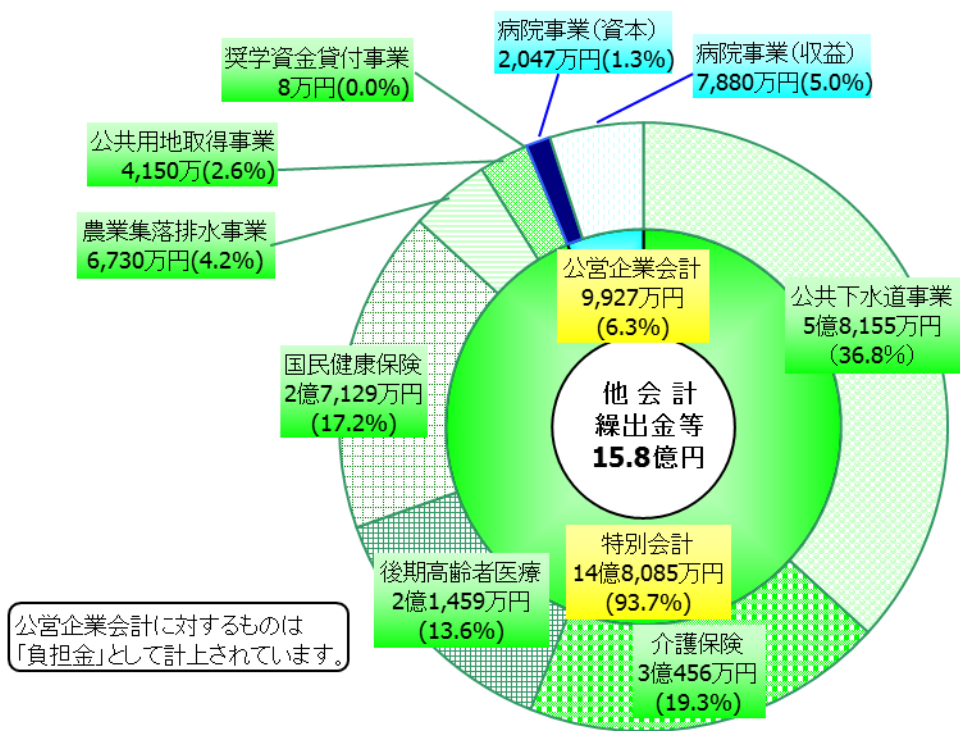 病院事業(資本)
2,047万円(1.3%)
病院事業(収益)
7,880万円(5.0%)
奨学資金貸付事業
8万円(0.0%)
公共用地取得事業
4,150万(2.6%)
農業集落排水事業
6,730万円(4.2%)
公営企業会計
9,927万円
(6.3%)
公共下水道事業
5億8,155万円
(36.8%)
国民健康保険
2億7,129万円
(17.2%)
他会計
繰出金等
15.8億円
特別会計
14億8,085万円
(93.7%)
後期高齢者医療
2億1,459万円
(13.6%)
介護保険
3億456万円
(19.3%)
公営企業会計に対するものは
「負担金」として計上されています。